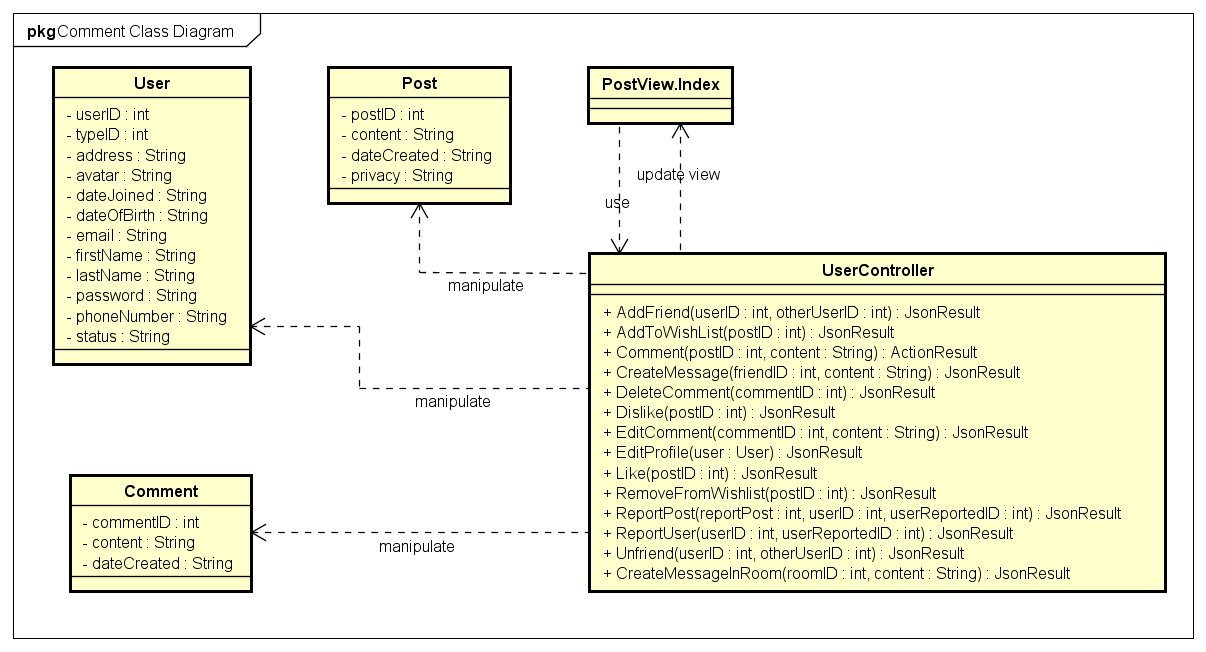 pkg Comment Class Diagram
User
- userID : int
- typeID : int
- address : String
- avatar : String
- dateJoined : String
- dateOfBirth : String
- email : String
- firstName : String
- lastName : String
- password : String
- phoneNumber : String
- status : String
Post
- postID : int
- content : String
- dateCreated : String
- privacy : String
PostView.Index
update view
use
manipulate
manipulate
UserController
+ AddFriend(userID : int, otherUserID : int) : JsonResult
+ AddToWishList(postID : int) : JsonResult
+ Comment(postID : int, content : String) : ActionResult
+ CreateMessage(friendID : int, content : String) : JsonResult
+ DeleteComment(commentID : int) : JsonResult
+ Dislike(postID : int) : JsonResult
+ EditComment(commentID : int, content : String) : JsonResult
+ EditProfile(user : User) : JsonResult
+ Like(postID : int) : JsonResult
+ RemoveFromWishlist(postID : int) : JsonResult
+ ReportPost(reportPost : int, userID : int, userReportedID : int) : JsonResult
+ ReportUser(userID : int, userReportedID : int) : JsonResult
+ Unfriend(userID : int, otherUserID : int) : JsonResult
+ CreateMessageInRoom(roomID : int, content : String) : JsonResult
Comment
- commentID : int
- content : String
- dateCreated : String
manipulate